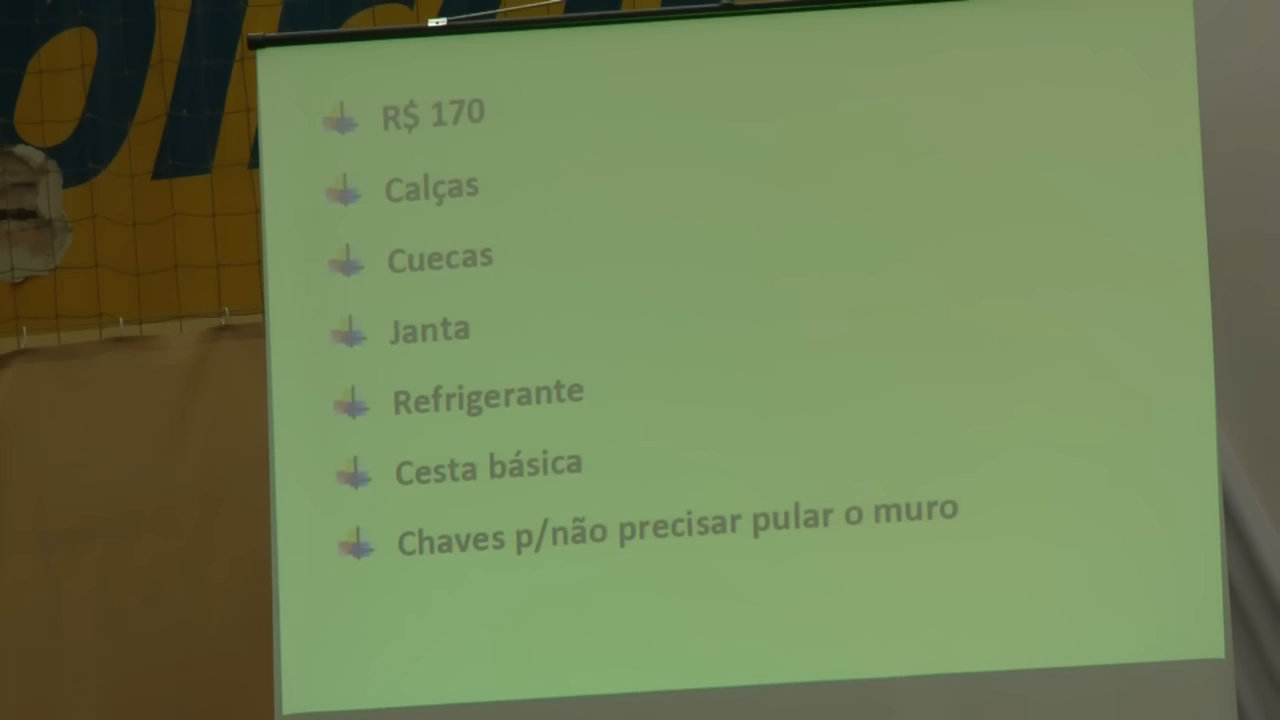 R$ 170
Calças
Cuecas
Janta
Refrigerante
Cesta básica
Chaves p/não precisar pular o muro